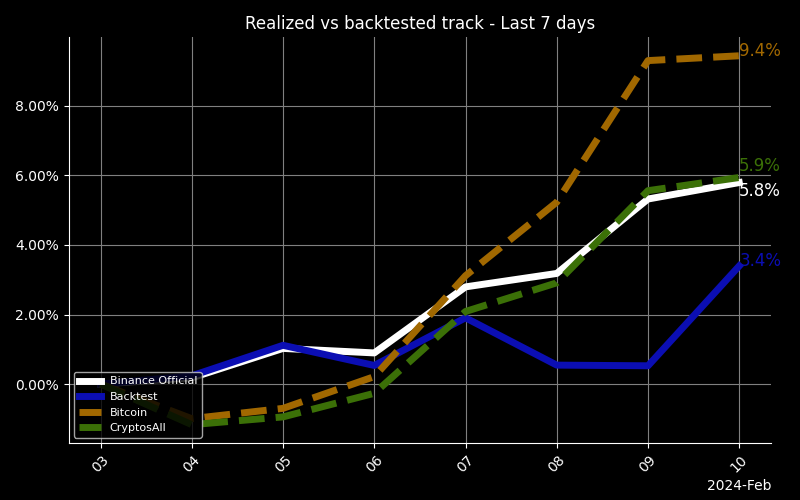 Realized vs backtested track - Last 7 days
9.4%
8.00%
6.00%
5.9%
5.8%
4.00%
3.4%
2.00%
0.00%
Binance Official
Backtest
Bitcoin
CryptosAll
03 04 05 06 07 08 09 10
2024-Feb